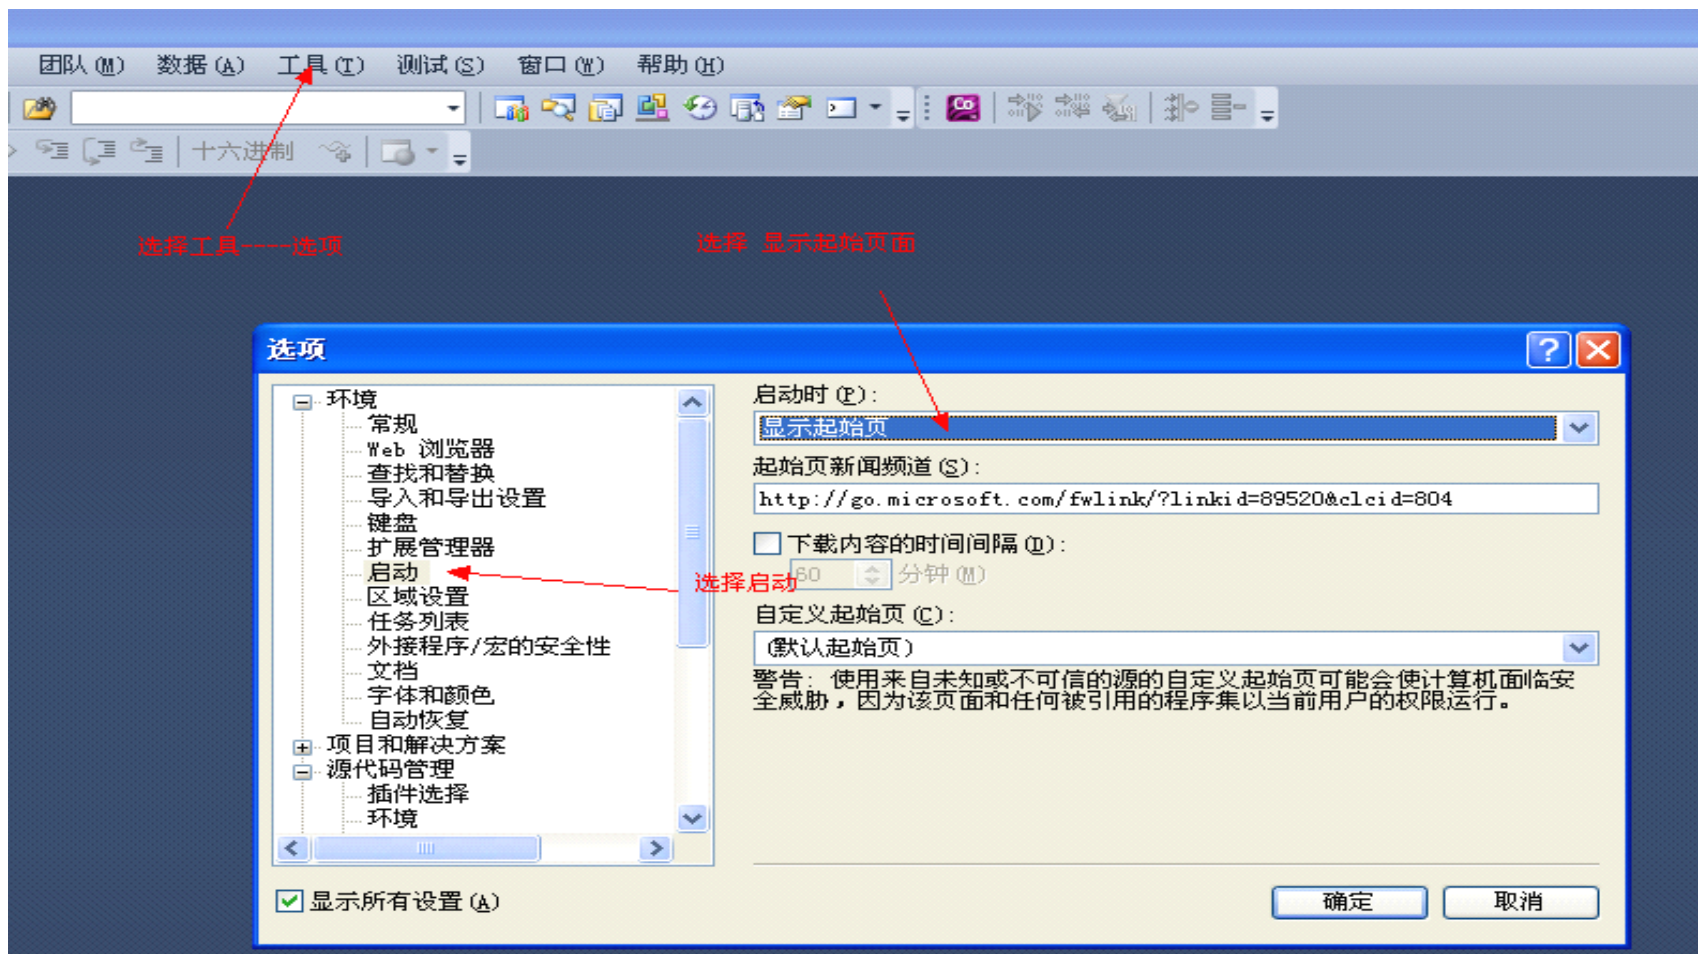 团队(M) 数据(A) 工具(T) 测试(S) 窗口(W) 帮助(H)
十六进制
选择工具----选项
选择 显示起始页面
选项
环境
常规
Web 浏览器
查找和替换
导入和导出设置
键盘
扩展管理器
启动
区域设置
任务列表
外接程序/宏的安全性
文档
字体和颜色
自动恢复
项目和解决方案
源代码管理
插件选择
环境
选择启动
启动时(P):
显示起始页
起始页新闻频道(S):
http://go.microsoft.com/fwlink/?linkid=89520&clcid=804
下载内容的时间间隔(D):
60 分钟(M)
自定义起始页(C):
(默认起始页)
警告: 使用来自未知或不可信的源的自定义起始页可能会使计算机面临安
全威胁，因为该页面和任何被引用的程序集以当前用户的权限运行。
显示所有设置(A)
确定 取消